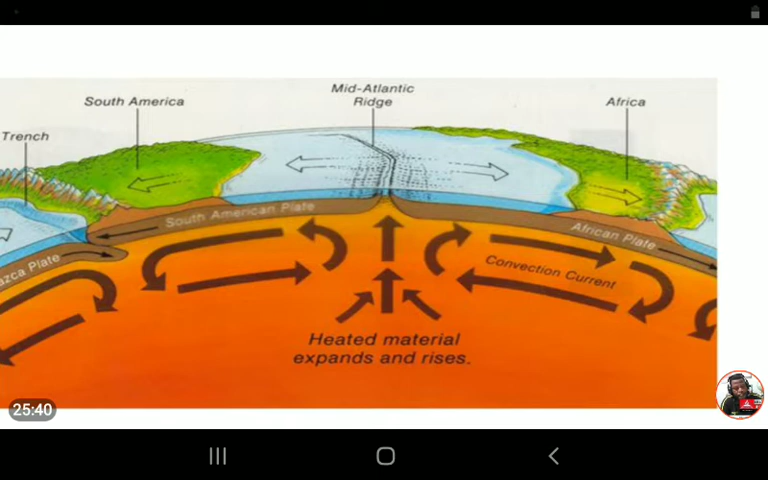 Mid-Atlantic
Ridge
South America
Africa
Trench
South American Plate
African Plate
azca Plate
Convection Current
Heated material
expands and rises.
25:40